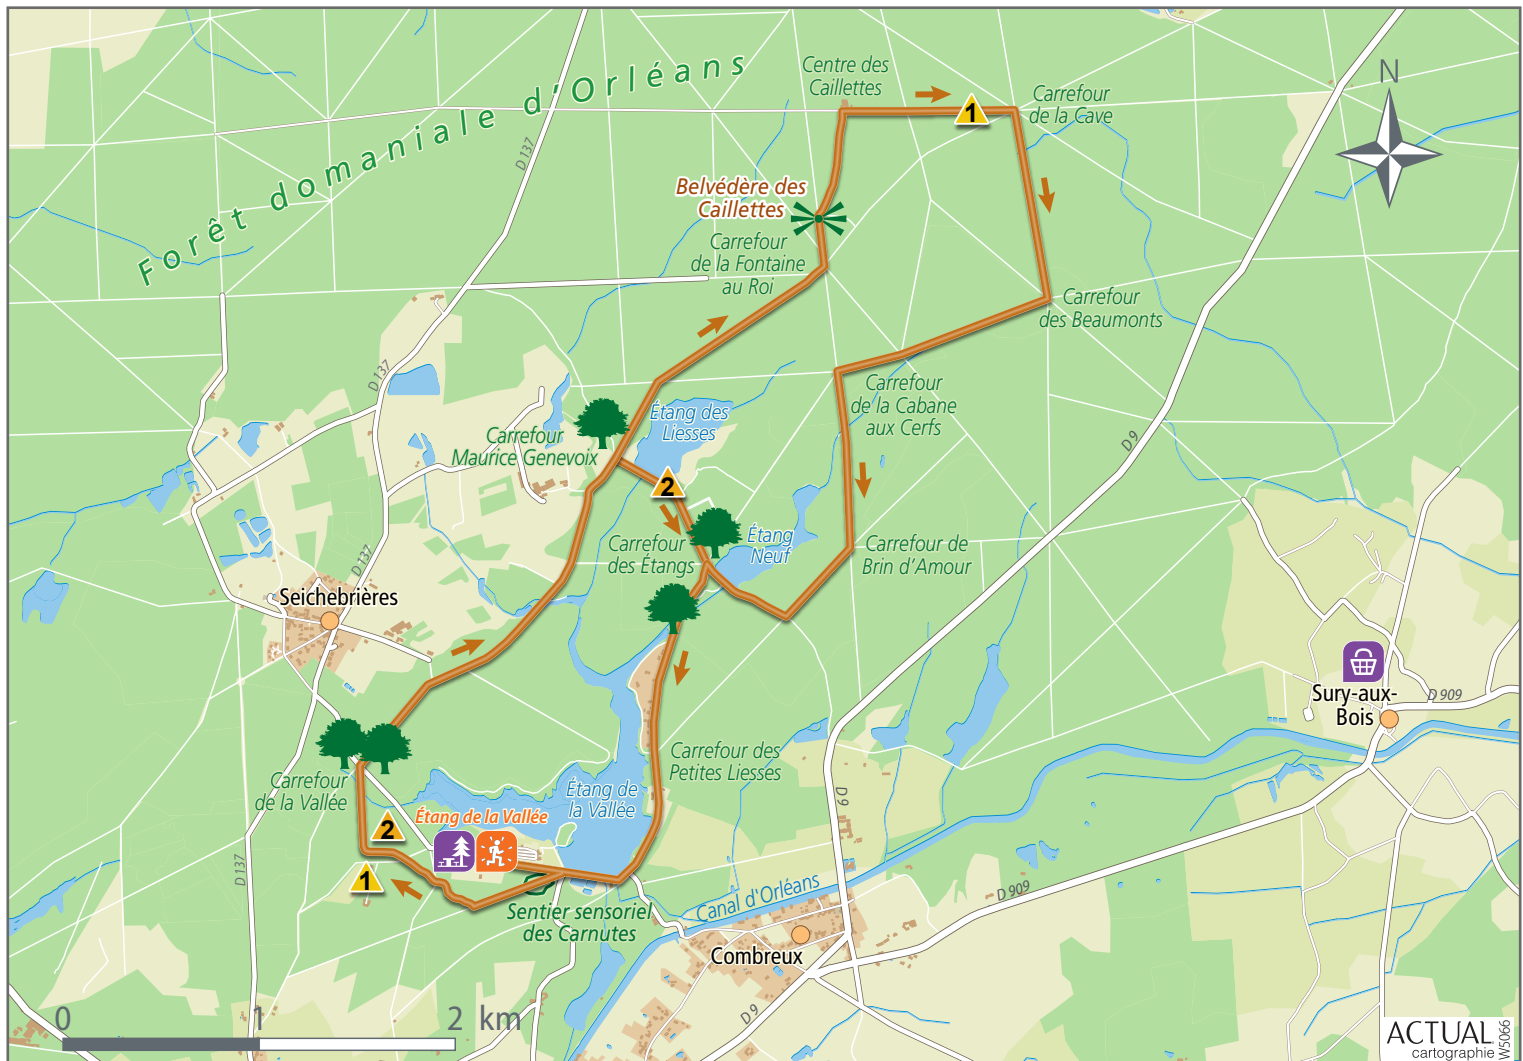 Forêt domaniale d'Orléans
D 137
Centre des
Caillettes
1
Carrefour
de la Cave
N
Belvédère des
Caillettes
Carrefour
de la Fontaine
au Roi
Carrefour
des Beaumonts
D 137
Étang des
Liesses
Carrefour
de la Cabane
aux Cerfs
Carrefour
Maurice Genevoix
D 9
2
Étang
Neuf
Carrefour
des Étangs
Carrefour de
Brin d'Amour
D 137
Seichebrières
Sury-aux-
Bois
D 909
Carrefour des
Petites Liesses
Carrefour
de la Vallée
Étang de
la Vallée
D 9
Étang de la Vallée
2
1
D 137
Sentier sensoriel
des Carnutes
Canal d'Orléans
D 909
Combreux
D 9
0 1 2 km
ACTUAL
cartographie
W5066